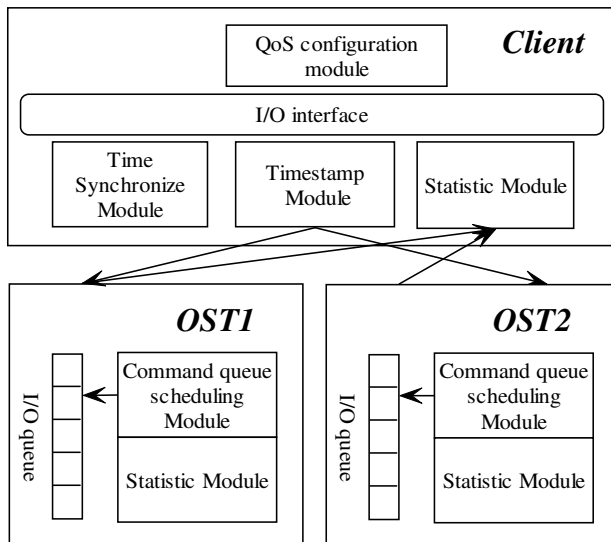 QoS configuration
module
Client
I/O interface
Time
Synchronize
Module
Timestamp
Module
Statistic Module
OST1
I/O queue
Command queue
scheduling
Module
Statistic Module
OST2
I/O queue
Command queue
scheduling
Module
Statistic Module